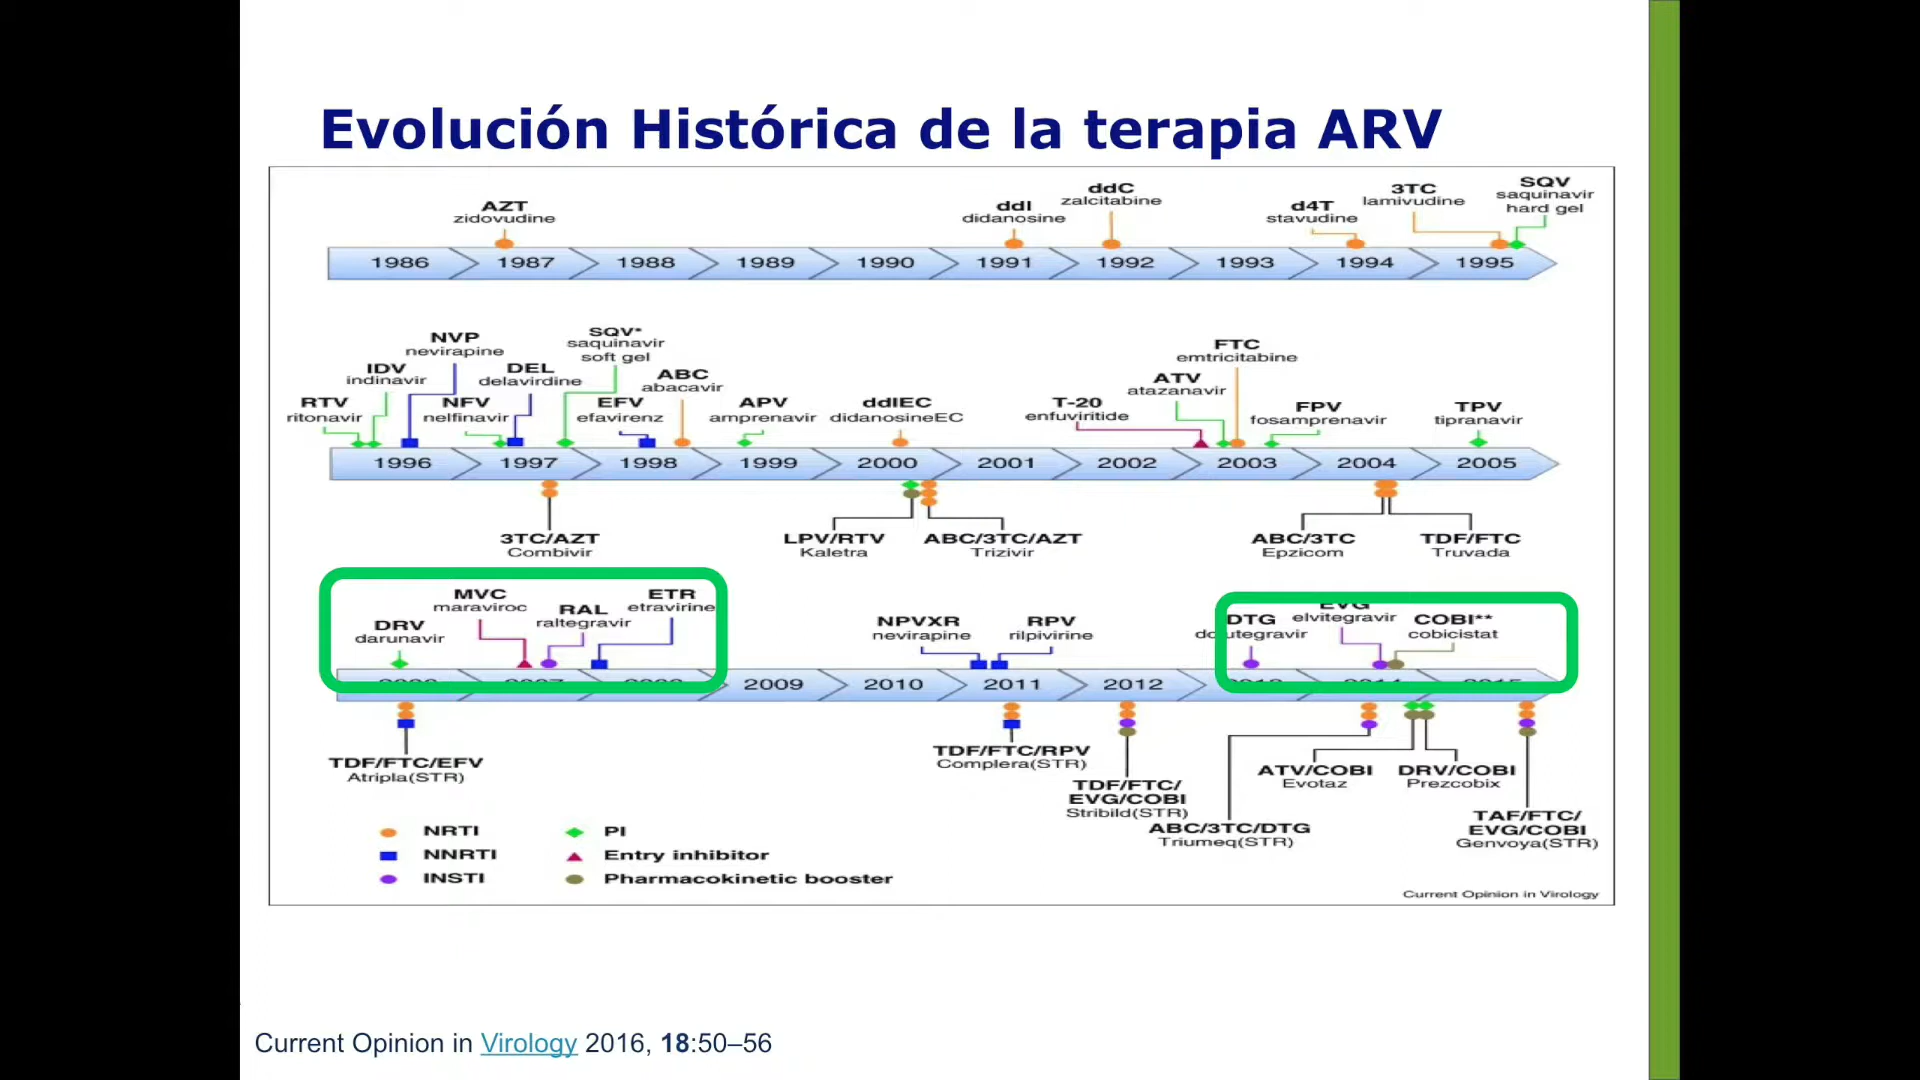 Evolución Histórica de la terapia ARV
AZT
zidovudine
ddI
didanosine
ddC
zalcitabine
d4T
stavudine
3TC
lamivudine
SQV
saquinavir
hard gel
1986 1987 1988 1989 1990 1991 1992 1993 1994 1995
RTV
ritonavir
IDV
indinavir
NVP
nevirapine
NFV
nelfinavir
DEL
delavirdine
SQV*
saquinavir
soft gel
EFV
efavirenz
ABC
abacavir
APV
amprenavir
ddIEC
didanosineEC
T-20
enfuviritide
ATV
atazanavir
FTC
emtricitabine
FPV
fosamprenavir
TPV
tipranavir
1996 1997 1998 1999 2000 2001 2002 2003 2004 2005
3TC/AZT
Combivir
LPV/RTV
Kaletra
ABC/3TC/AZT
Trizivir
ABC/3TC
Epzicom
TDF/FTC
Truvada
DRV
darunavir
MVC
maraviroc
RAL
raltegravir
ETR
etravirine
NPVXR
nevirapine
RPV
rilpivirine
DTG
dolutegravir
EVG
elvitegravir
COBI**
cobicistat
2009 2010 2011 2012
TDF/FTC/EFV
Atripla(STR)
TDF/FTC/RPV
Complera(STR)
TDF/FTC/
EVG/COBI
Stribild(STR)
ABC/3TC/DTG
Triumeq(STR)
ATV/COBI
Evotaz
DRV/COBI
Prezcobix
TAF/FTC/
EVG/COBI
Genvoya(STR)
NRTI
NNRTI
INSTI
PI
Entry inhibitor
Pharmacokinetic booster
Current Opinion in Virology
Current Opinion in Virology 2016, 18:50–56